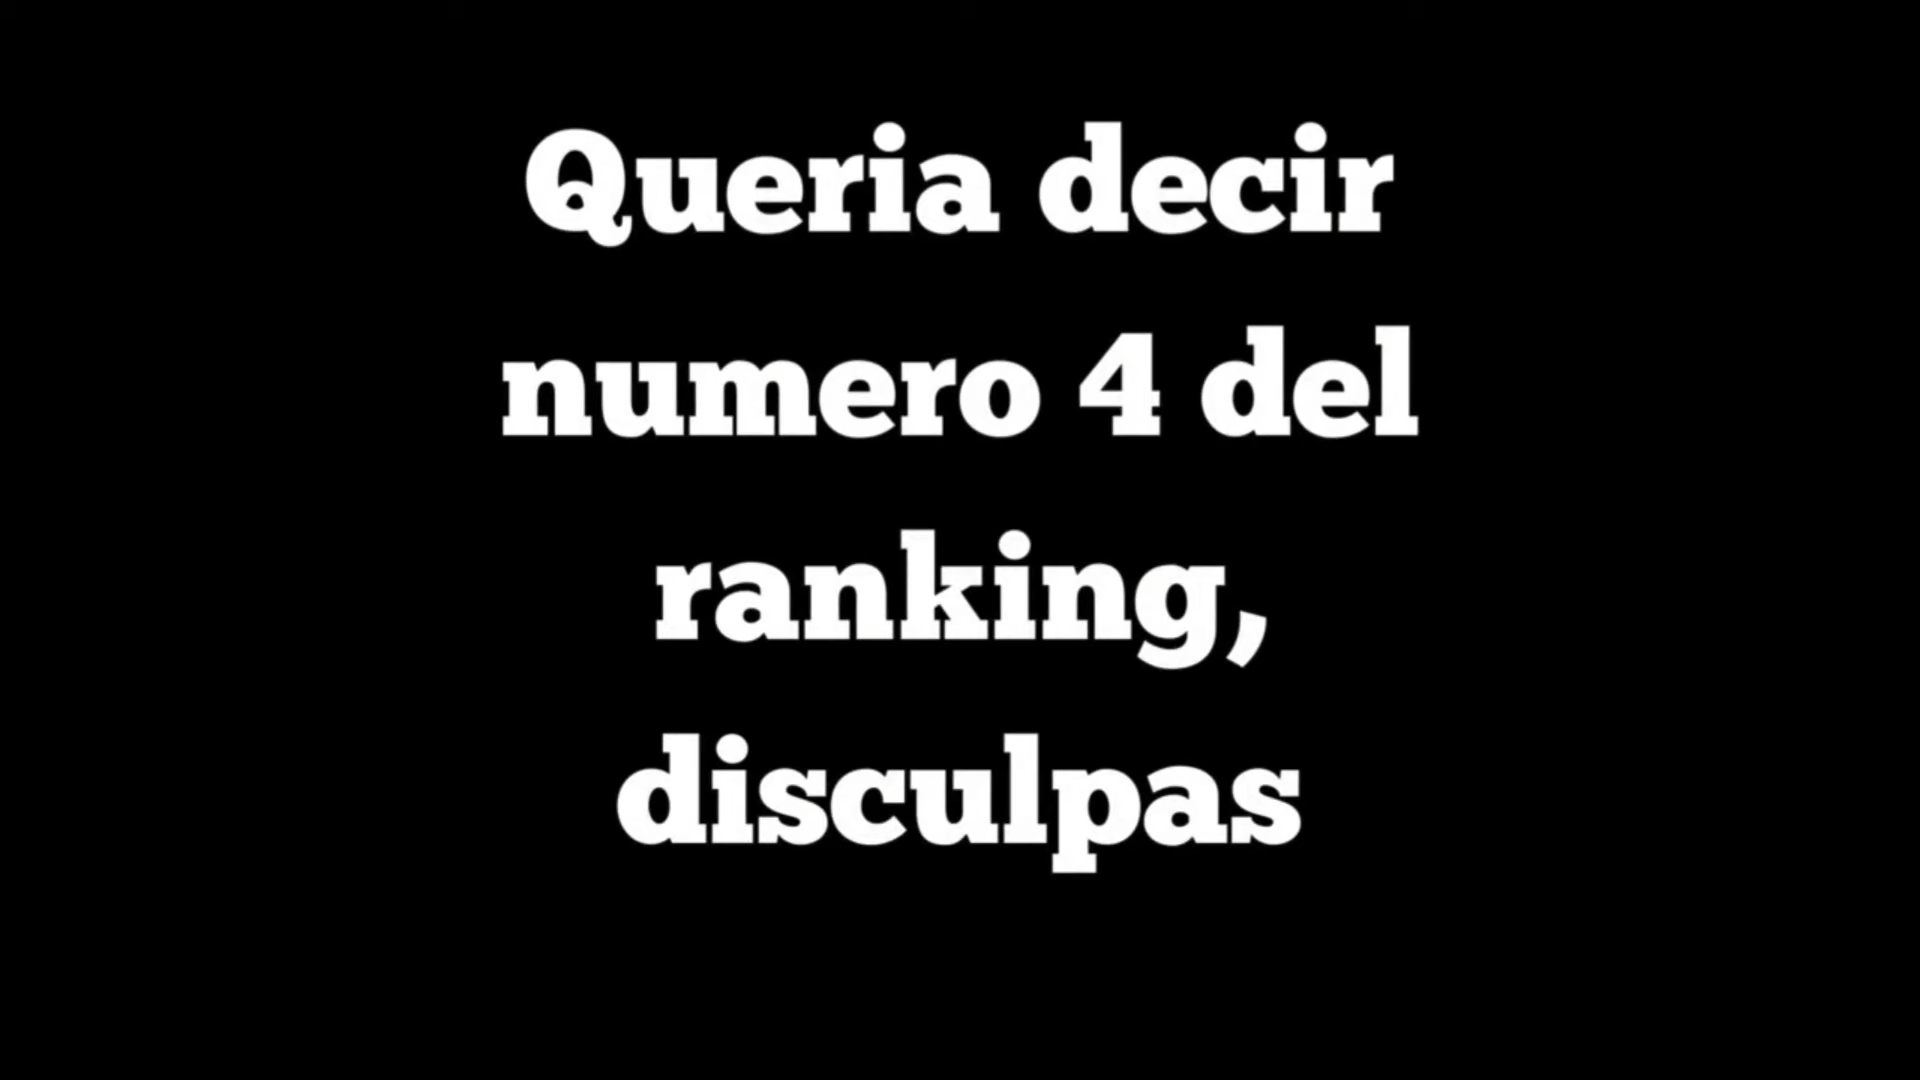 Queria decir
numero 4 del
ranking,
disculpas